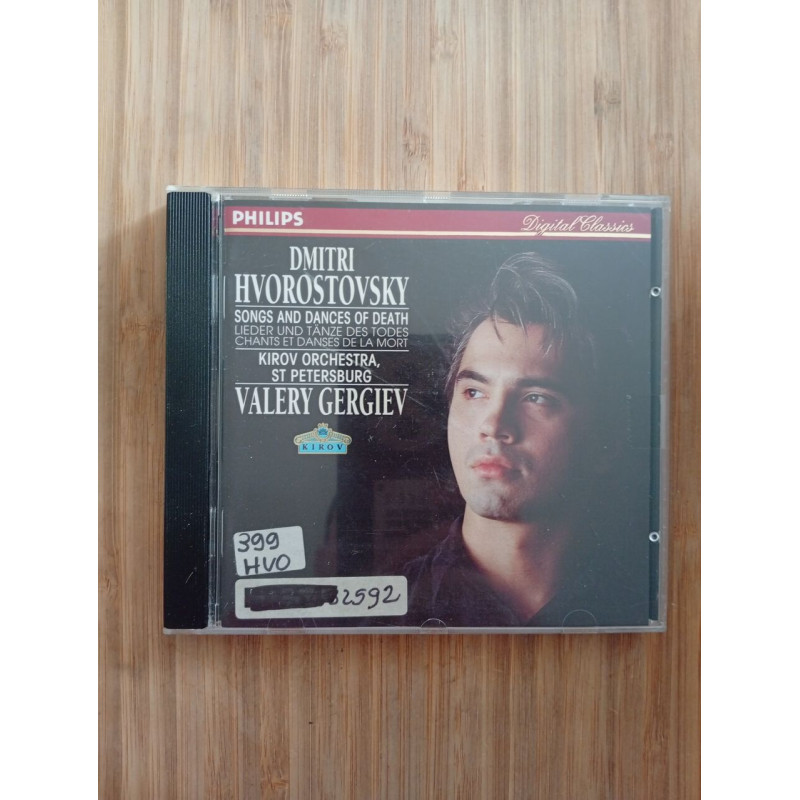 PHILIPS
Digital Classics
DMITRI
HVOROSTOVSKY
SONGS AND DANCES OF DEATH
LIEDER UND TÄNZE DES TODES
CHANTS ET DANSES DE LA MORT
KIROV ORCHESTRA,
ST PETERSBURG
VALERY GERGIEV
KIROV
399
HVO
2592